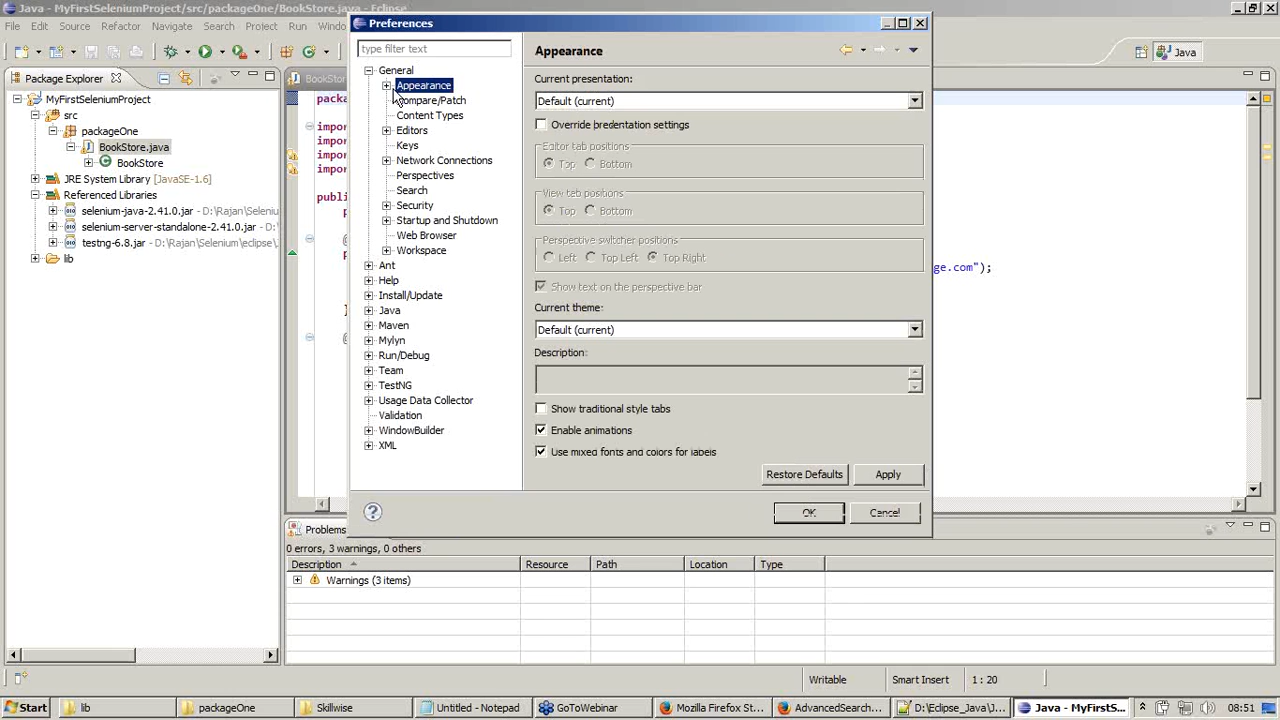 Java - MyFirstSeleniumProject/src/packageOne/BookStore.java - Eclipse
File Edit Source Refactor Navigate Search Project Run Window
Java
Package Explorer
MyFirstSeleniumProject
src
packageOne
BookStore.java
BookStore
JRE System Library [JavaSE-1.6]
Referenced Libraries
selenium-java-2.41.0.jar - D:\Rajan\Seleniu
selenium-server-standalone-2.41.0.jar
testng-6.8.jar - D:\Rajan\Selenium\eclipse\
lib
BookSto
packa
import
import
import
public
ge.com");
Preferences
type filter text
General
Appearance
Compare/Patch
Content Types
Editors
Keys
Network Connections
Perspectives
Search
Security
Startup and Shutdown
Web Browser
Workspace
Ant
Help
Install/Update
Java
Maven
Mylyn
Run/Debug
Team
TestNG
Usage Data Collector
Validation
WindowBuilder
XML
Appearance
Current presentation:
Default (current)
Override presentation settings
Editor tab positions
Top Bottom
View tab positions
Top Bottom
Perspective switcher positions
Left Top Left Top Right
Show text on the perspective bar
Current theme:
Default (current)
Description:
Show traditional style tabs
Enable animations
Use mixed fonts and colors for labels
Restore Defaults Apply
OK Cancel
Problems
0 errors, 3 warnings, 0 others
Description Resource Path Location Type
Warnings (3 items)
Writable Smart Insert 1 : 20
Start lib packageOne Skillwise Untitled - Notepad GoToWebinar Mozilla Firefox St... AdvancedSearch... D:\Eclipse_Java\J... Java - MyFirstS... 08:51